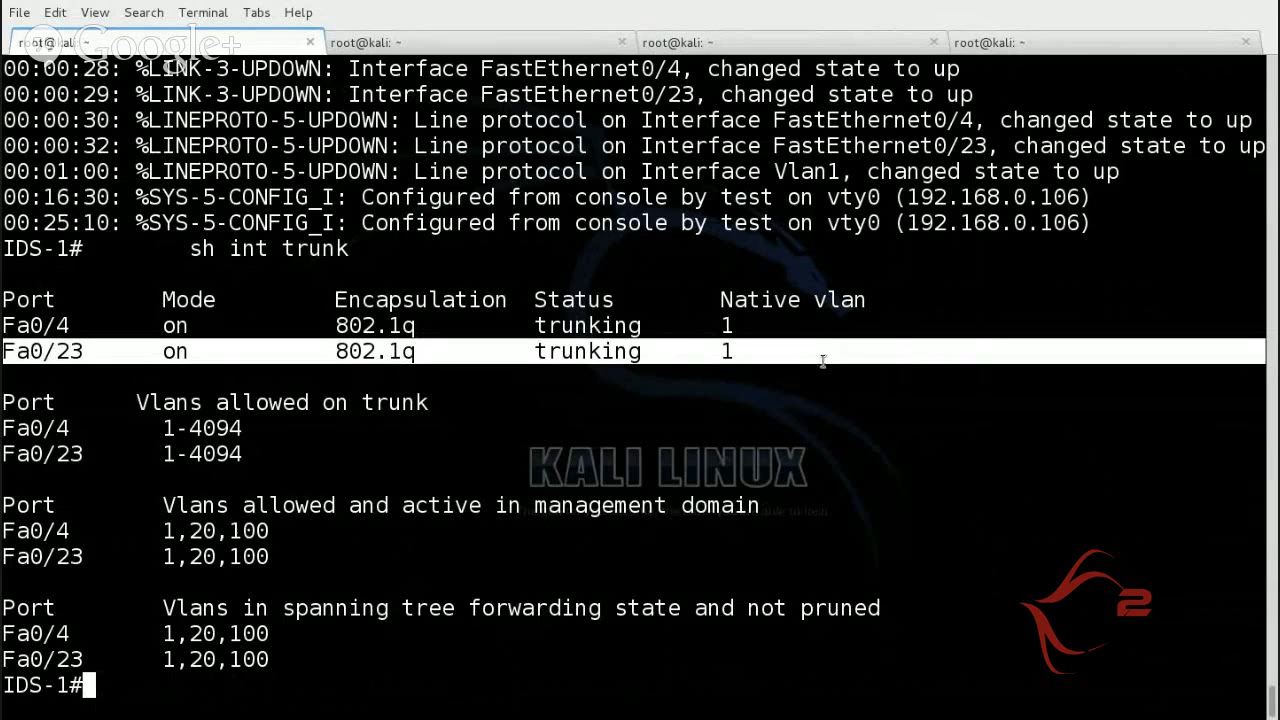 File Edit View Search Terminal Tabs Help
root@kali: ~ × root@kali: ~ × root@kali: ~ × root@kali: ~ ×
Google+
00:00:28: %LINK-3-UPDOWN: Interface FastEthernet0/4, changed state to up
00:00:29: %LINK-3-UPDOWN: Interface FastEthernet0/23, changed state to up
00:00:30: %LINEPROTO-5-UPDOWN: Line protocol on Interface FastEthernet0/4, changed state to up
00:00:32: %LINEPROTO-5-UPDOWN: Line protocol on Interface FastEthernet0/23, changed state to up
00:01:00: %LINEPROTO-5-UPDOWN: Line protocol on Interface Vlan1, changed state to up
00:16:30: %SYS-5-CONFIG_I: Configured from console by test on vty0 (192.168.0.106)
00:25:10: %SYS-5-CONFIG_I: Configured from console by test on vty0 (192.168.0.106)
IDS-1# sh int trunk
Port Mode Encapsulation Status Native vlan
Fa0/4 on 802.1q trunking 1
Fa0/23 on 802.1q trunking 1
Port Vlans allowed on trunk
Fa0/4 1-4094
Fa0/23 1-4094
KALI LINUX
Port Vlans allowed and active in management domain
Fa0/4 1,20,100
Fa0/23 1,20,100
Port Vlans in spanning tree forwarding state and not pruned
Fa0/4 1,20,100
Fa0/23 1,20,100
2
IDS-1#